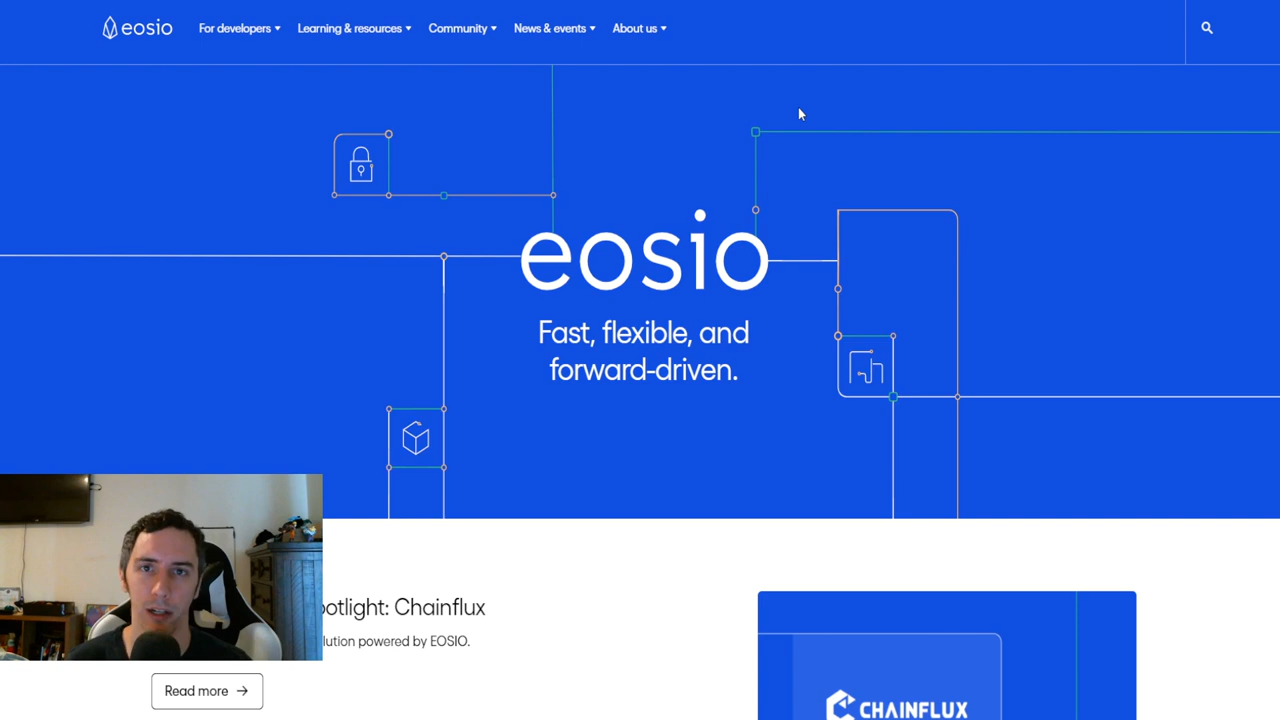 eosio
For developers
Learning & resources
Community
News & events
About us
eosio
Fast, flexible, and
forward-driven.
potlight: Chainflux
lution powered by EOSIO.
Read more
CHAINFLUX